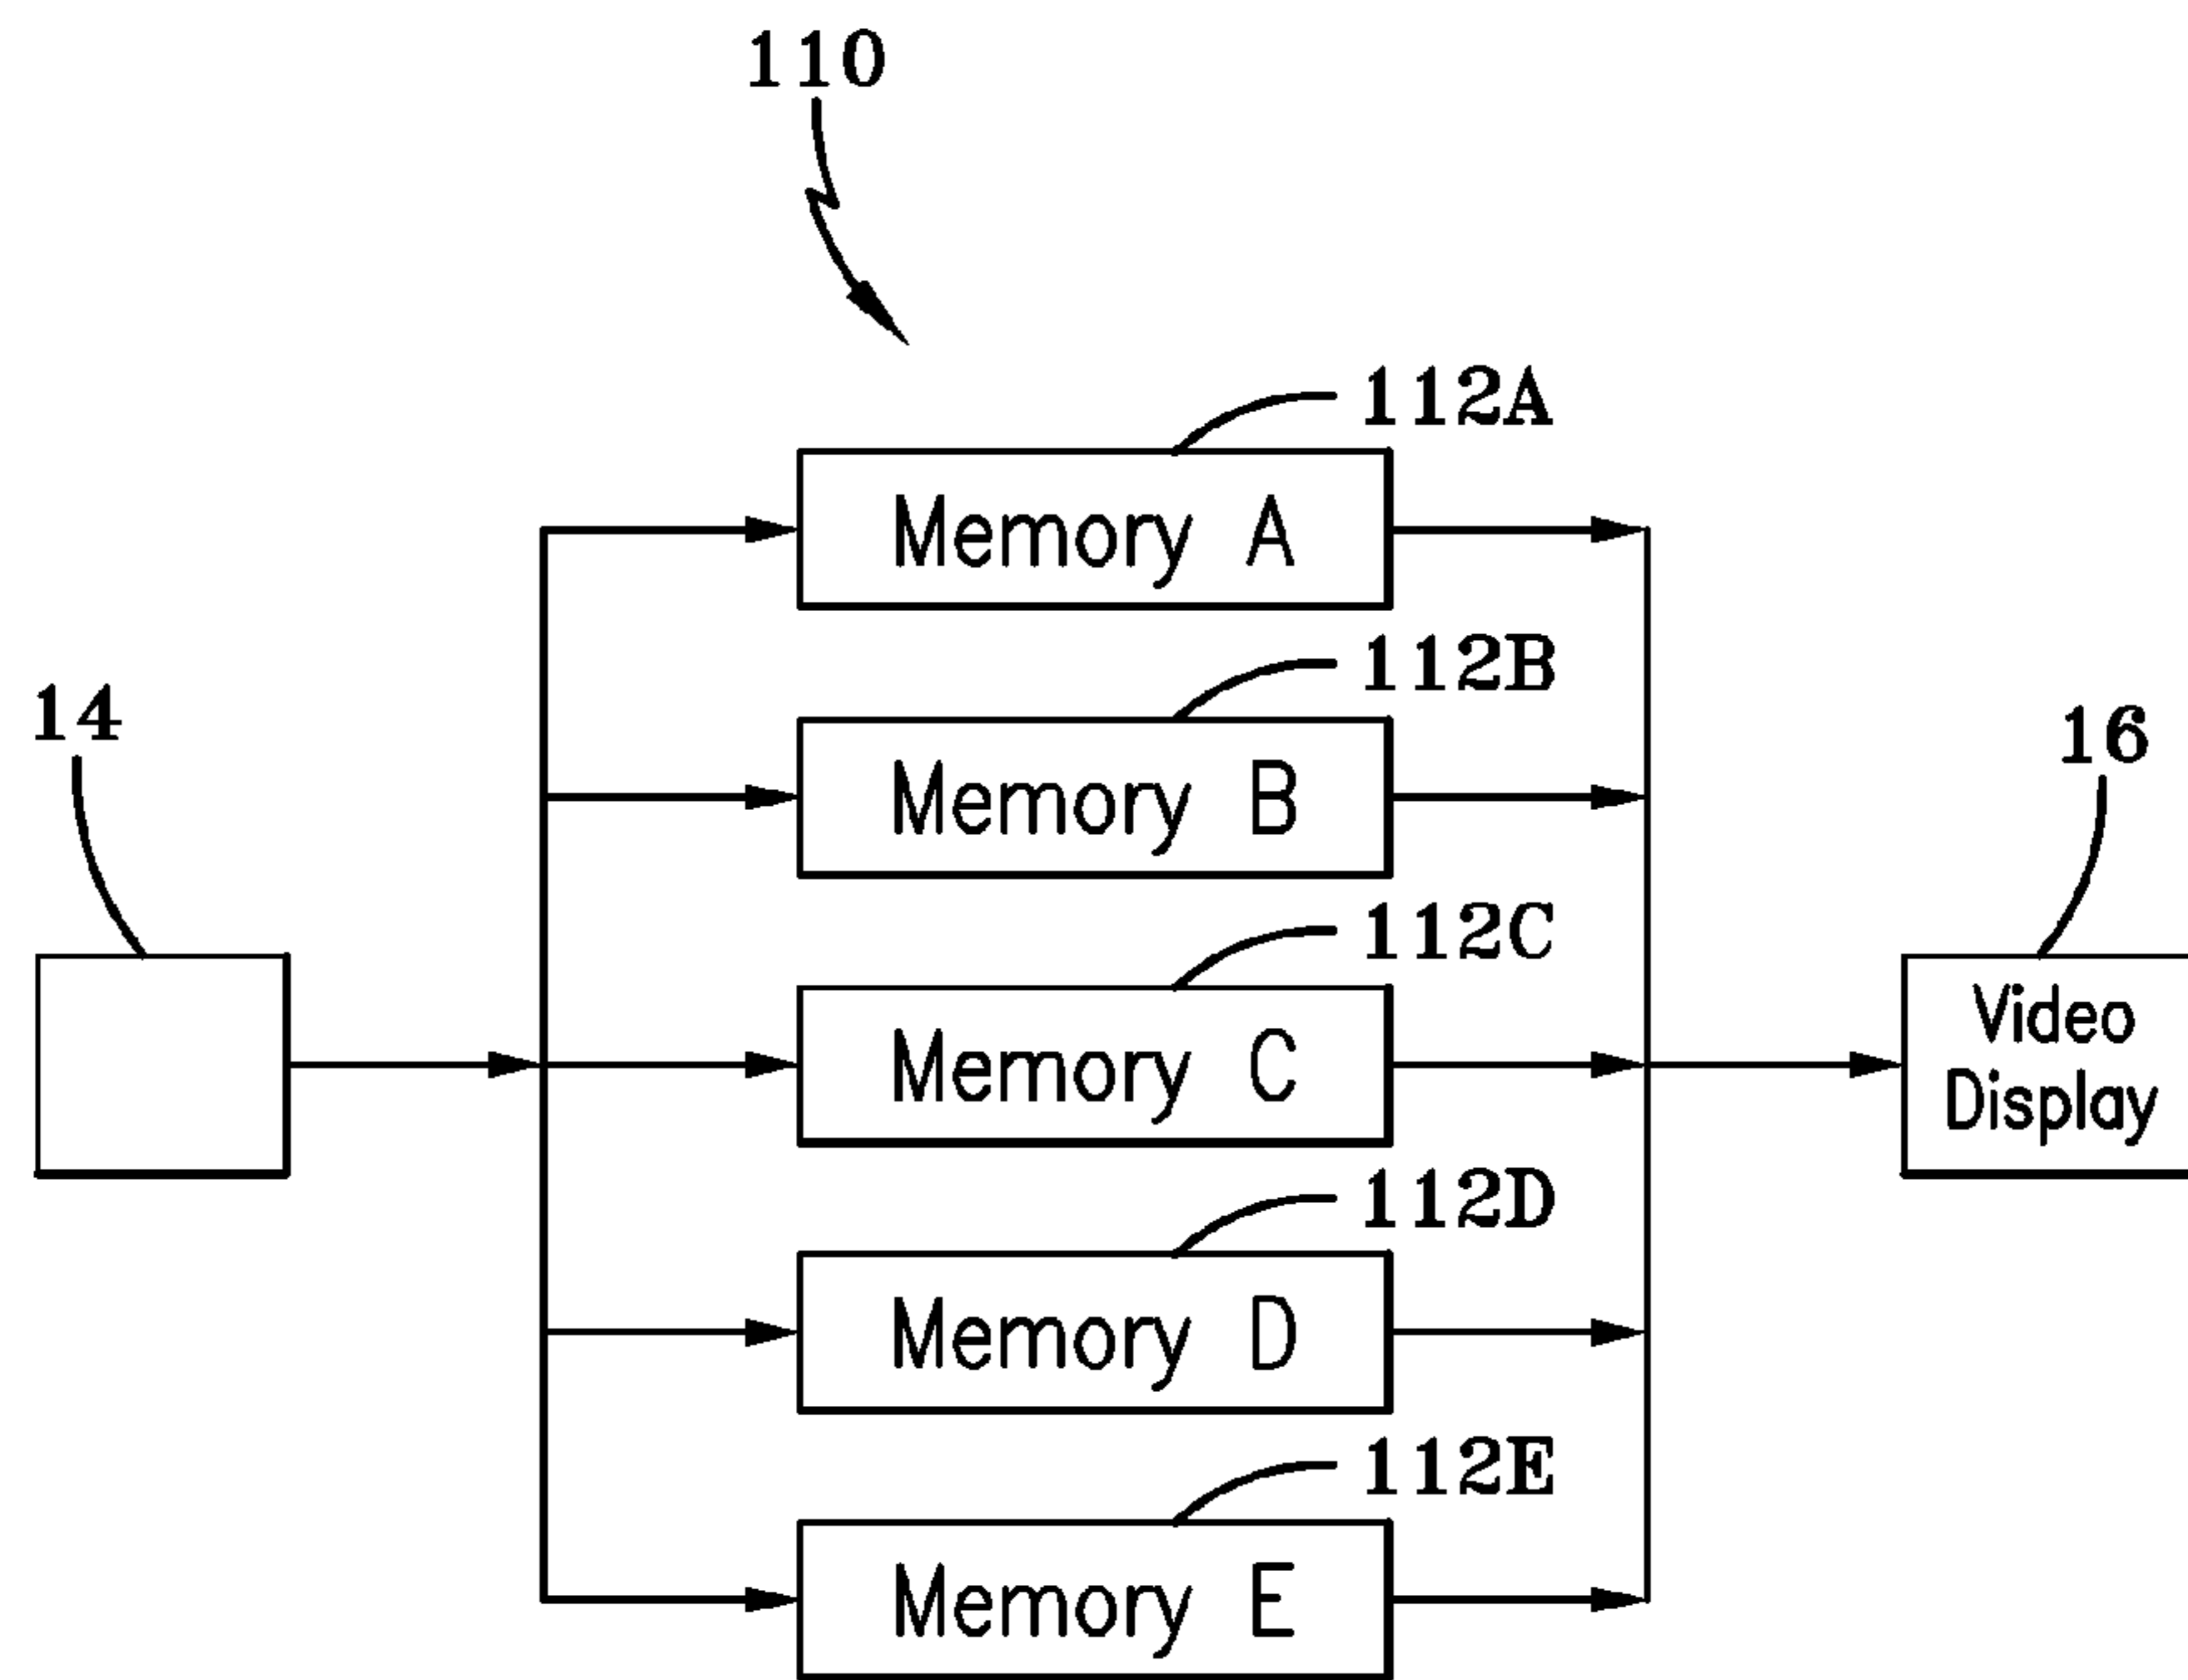 110
112A
Memory A
112B
Memory B
14
16
112C
Memory C
Video
Display
112D
Memory D
112E
Memory E